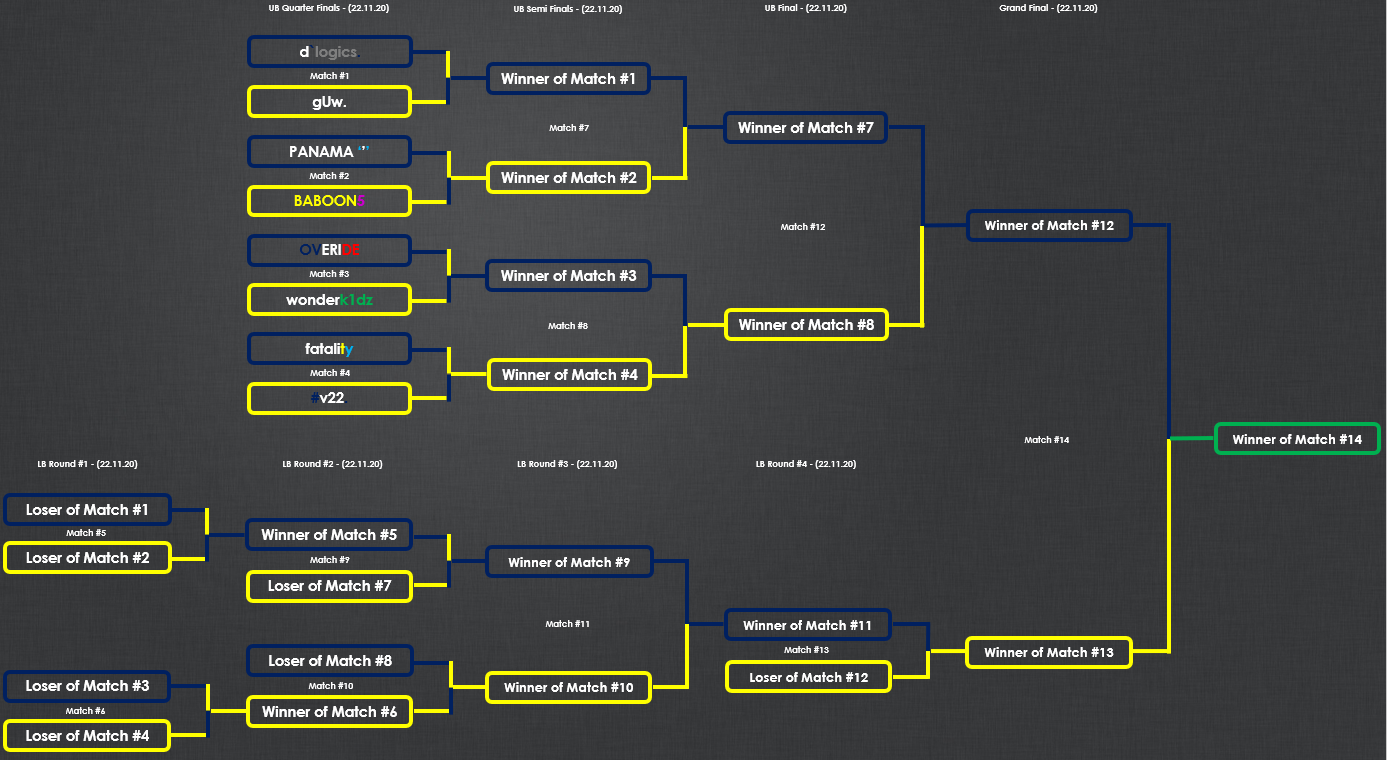 UB Quarter Finals - (22.11.20)
UB Semi Finals - (22.11.20)
UB Final - (22.11.20)
Grand Final - (22.11.20)
d`logics.
Match #1
gUw.
PANAMA "'"
Match #2
BABOONS
OVERIDE
Match #3
wonderk1dz
fatality
Match #4
#v22
Winner of Match #1
Match #7
Winner of Match #2
Winner of Match #3
Match #8
Winner of Match #4
Winner of Match #7
Match #12
Winner of Match #8
Winner of Match #12
Match #14
Winner of Match #14
LB Round #1 - (22.11.20)
LB Round #2 - (22.11.20)
LB Round #3 - (22.11.20)
LB Round #4 - (22.11.20)
Loser of Match #1
Match #5
Loser of Match #2
Loser of Match #3
Match #6
Loser of Match #4
Winner of Match #5
Match #9
Loser of Match #7
Loser of Match #8
Match #10
Winner of Match #6
Winner of Match #9
Match #11
Winner of Match #10
Winner of Match #11
Match #13
Loser of Match #12
Winner of Match #13